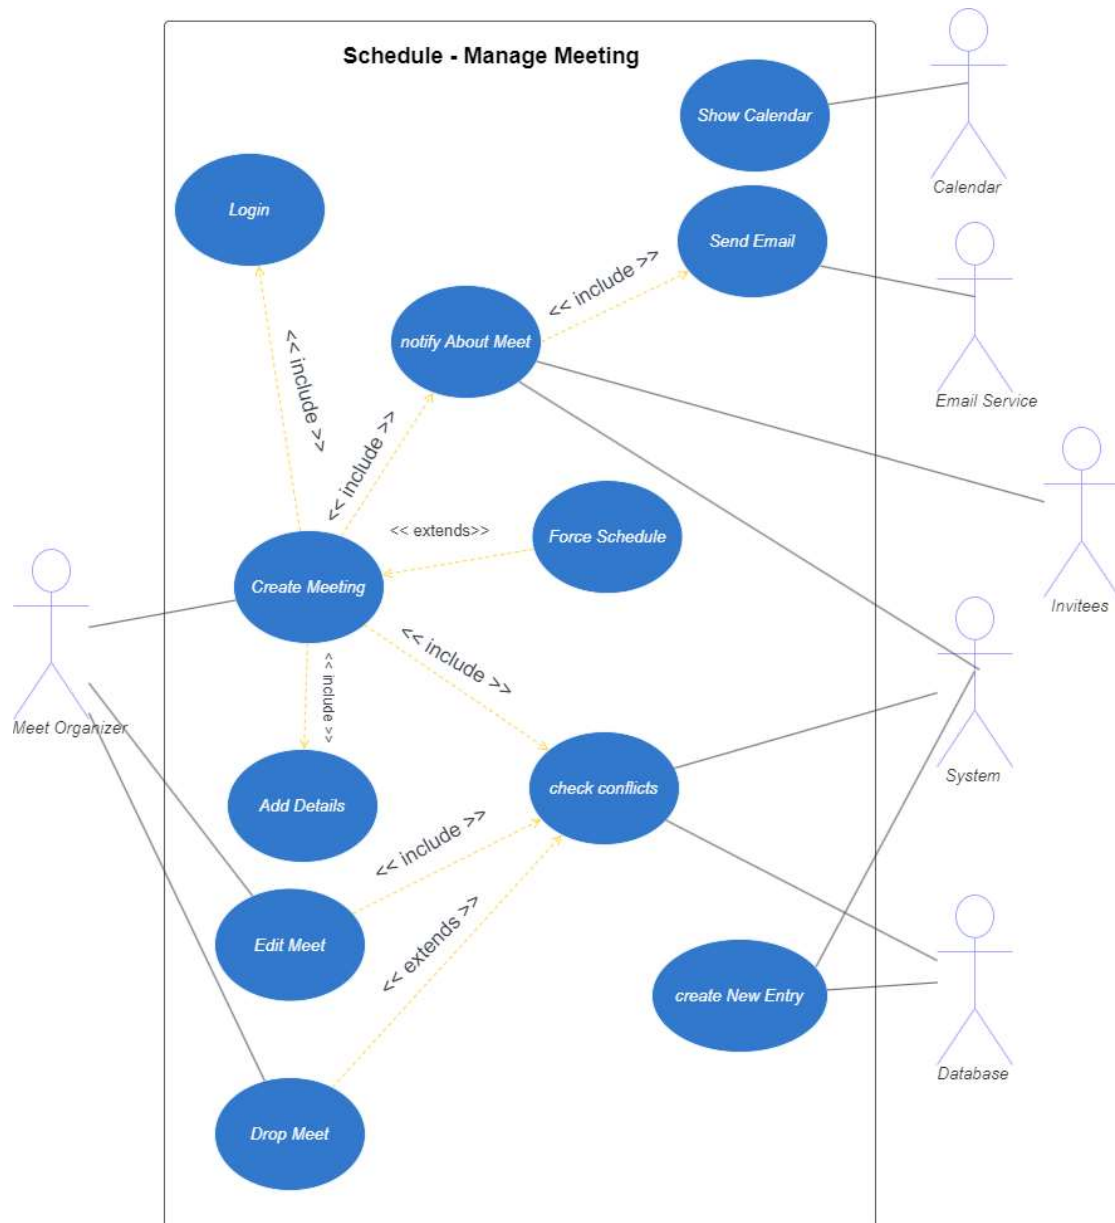 Schedule - Manage Meeting
Show Calendar
Calendar
Login
Send Email
<< include >>
notify About Meet
Email Service
<< include >>
<< include >>
<< extends>>
Force Schedule
Create Meeting
Invitees
<< include >>
<< include >>
Meet Organizer
System
check conflicts
Add Details
<< include >>
Edit Meet
<< extends >>
create New Entry
Database
Drop Meet